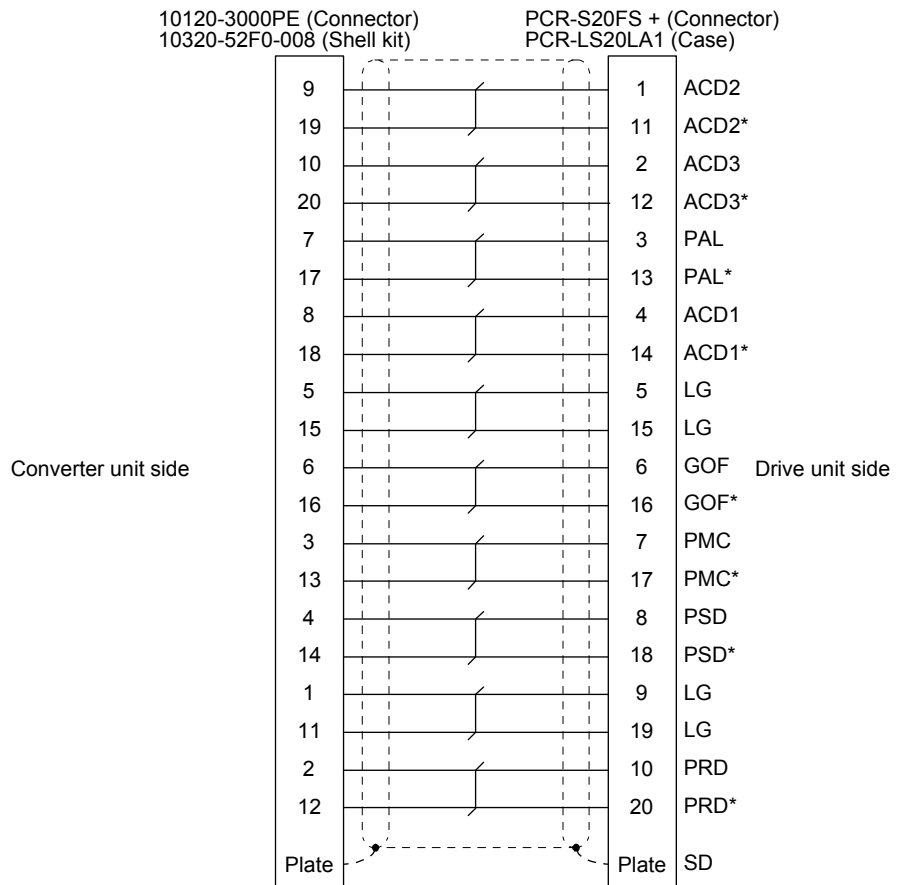 10120-3000PE (Connector) PCR-S20FS + (Connector)
10320-52F0-008 (Shell kit) PCR-LS20LA1 (Case)
9 1 ACD2
19 11 ACD2*
10 2 ACD3
20 12 ACD3*
7 3 PAL
17 13 PAL*
8 4 ACD1
18 14 ACD1*
5 5 LG
15 15 LG
Converter unit side 6 6 GOF Drive unit side
16 16 GOF*
3 7 PMC
13 17 PMC*
4 8 PSD
14 18 PSD*
1 9 LG
11 19 LG
2 10 PRD
12 20 PRD*
Plate Plate SD